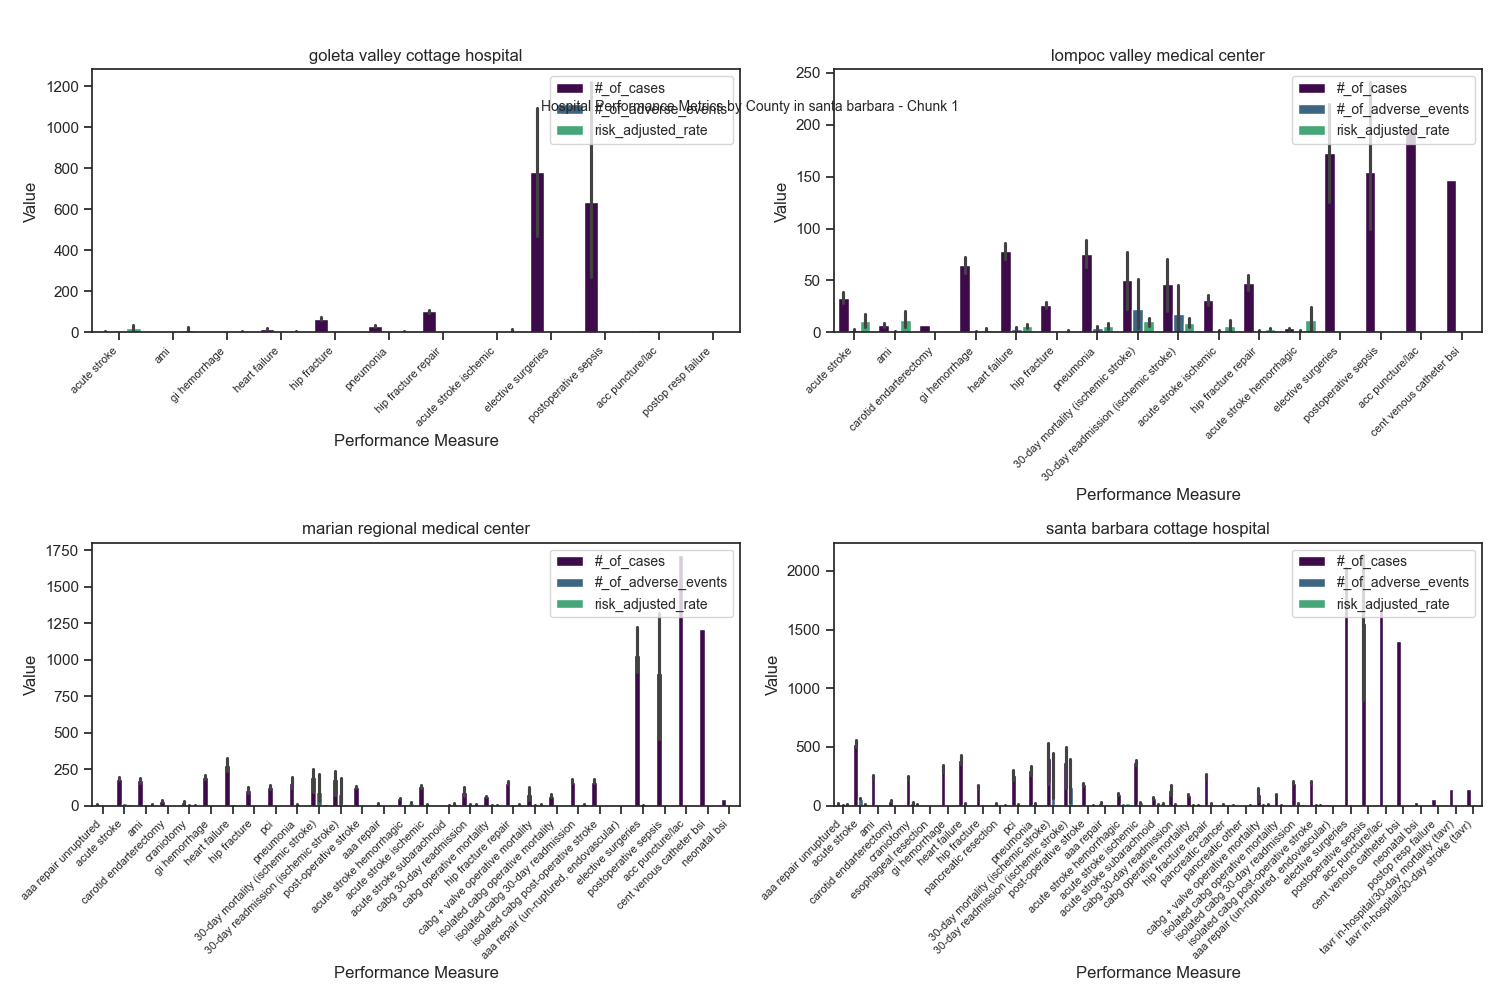 goleta valley cottage hospital
1200
1000
800
600
400
200
0
Value
#_of_cases
#_of_adverse_events
risk_adjusted_rate
Hospital Performance Metrics by County in santa barbara - Chunk 1
acute stroke
ami
gi hemorrhage
heart failure
hip fracture
pneumonia
hip fracture repair
acute stroke ischemic
elective surgeries
postoperative sepsis
acc puncture/lac
postop resp failure
Performance Measure
lompoc valley medical center
250
200
150
100
50
0
Value
#_of_cases
#_of_adverse_events
risk_adjusted_rate
acute stroke
ami
carotid endarterectomy
gi hemorrhage
heart failure
hip fracture
pneumonia
30-day mortality (ischemic stroke)
30-day readmission (ischemic stroke)
acute stroke ischemic
hip fracture repair
acute stroke hemorrhagic
elective surgeries
postoperative sepsis
acc puncture/lac
cent venous catheter bsi
Performance Measure
marian regional medical center
1750
1500
1250
1000
750
500
250
0
Value
#_of_cases
#_of_adverse_events
risk_adjusted_rate
aaa repair unruptured
acute stroke
ami
carotid endarterectomy
craniotomy
gi hemorrhage
heart failure
hip fracture
pci
pneumonia
30-day mortality (ischemic stroke)
30-day readmission (ischemic stroke)
post-operative stroke
aaa repair
acute stroke hemorrhagic
acute stroke ischemic
acute stroke subarachnoid
cabg 30-day readmission
cabg operative mortality
hip fracture repair
cabg + valve operative mortality
isolated cabg operative mortality
isolated cabg 30-day readmission
isolated cabg post-operative stroke
aaa repair (un-ruptured, endovascular)
elective surgeries
postoperative sepsis
acc puncture/lac
cent venous catheter bsi
neonatal bsi
Performance Measure
santa barbara cottage hospital
2000
1500
1000
500
0
Value
#_of_cases
#_of_adverse_events
risk_adjusted_rate
aaa repair unruptured
acute stroke
ami
carotid endarterectomy
craniotomy
esophageal resection
gi hemorrhage
heart failure
hip fracture
pancreatic resection
pci
pneumonia
30-day mortality (ischemic stroke)
30-day readmission (ischemic stroke)
post-operative stroke
aaa repair
acute stroke hemorrhagic
acute stroke ischemic
acute stroke subarachnoid
cabg 30-day readmission
cabg operative mortality
hip fracture repair
pancreatic cancer
pancreatic other
cabg + valve operative mortality
isolated cabg operative mortality
isolated cabg 30-day readmission
isolated cabg post-operative stroke
aaa repair (un-ruptured, endovascular)
elective surgeries
postoperative sepsis
acc puncture/lac
cent venous catheter bsi
neonatal bsi
postop resp failure
tavr in-hospital/30-day mortality (tavr)
tavr in-hospital/30-day stroke (tavr)
Performance Measure